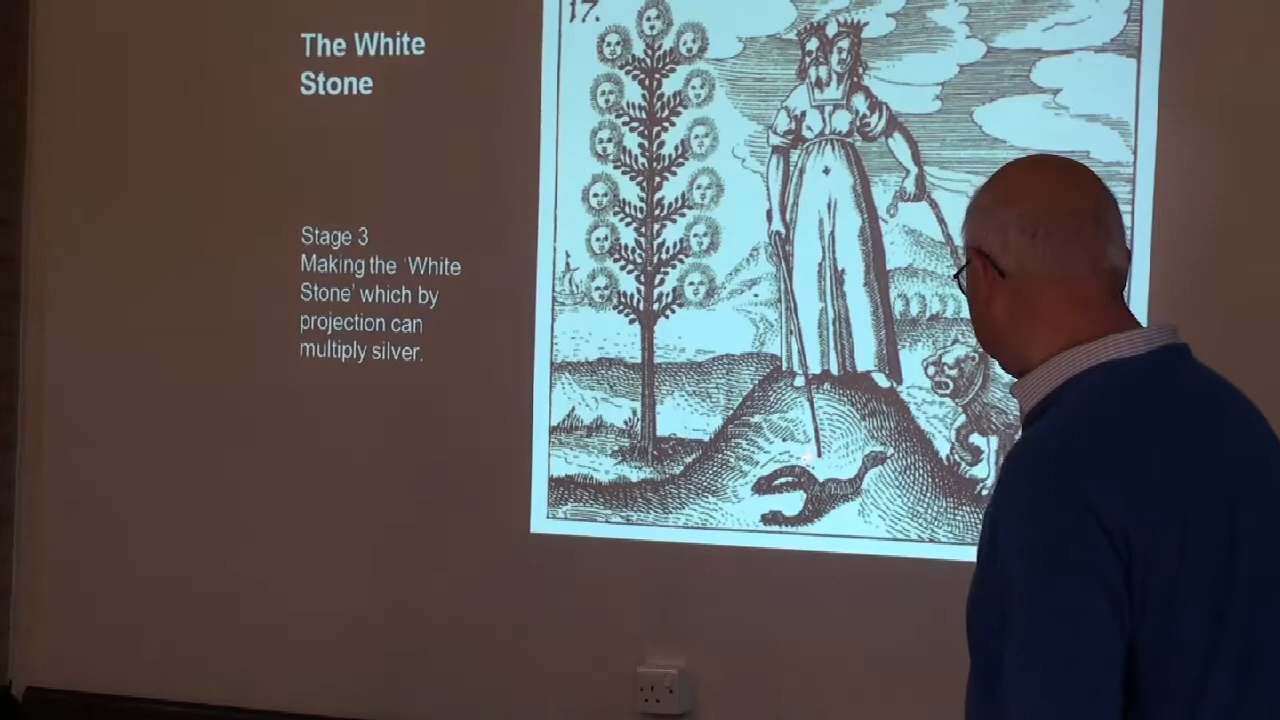 17.
The White
Stone
Stage 3
Making the 'White
Stone' which by
projection can
multiply silver.